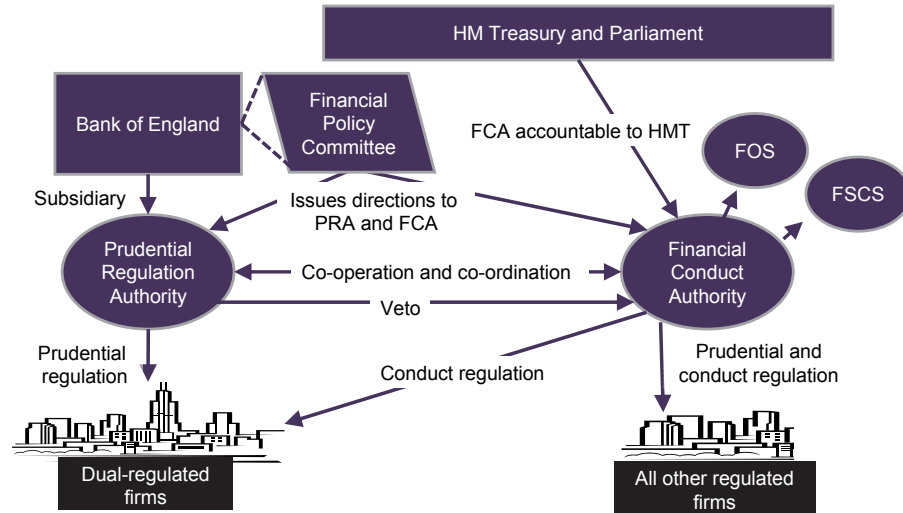 HM Treasury and Parliament
Bank of England
Financial
Policy
Committee
FCA accountable to HMT
FOS
FSCS
Subsidiary
Issues directions to
PRA and FCA
Prudential
Regulation
Authority
Co-operation and co-ordination
Financial
Conduct
Authority
Veto
Prudential
regulation
Conduct regulation
Prudential and
conduct regulation
Dual-regulated
firms
All other regulated
firms